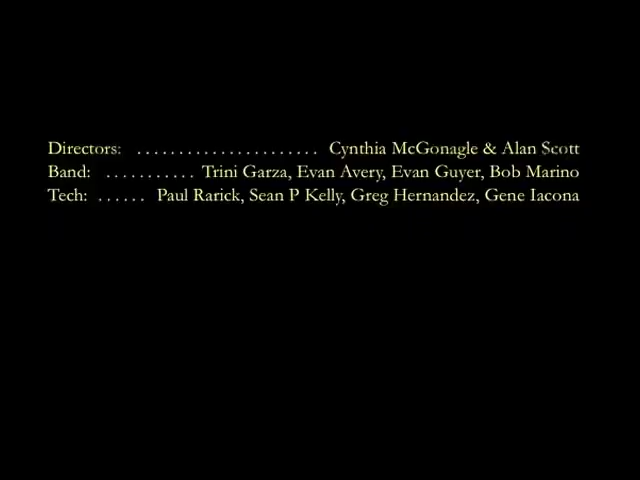 Directors: ...................... Cynthia McGonagle & Alan Scott
Band: ........... Trini Garza, Evan Avery, Evan Guyer, Bob Marino
Tech: ...... Paul Rarick, Sean P Kelly, Greg Hernandez, Gene Iacona